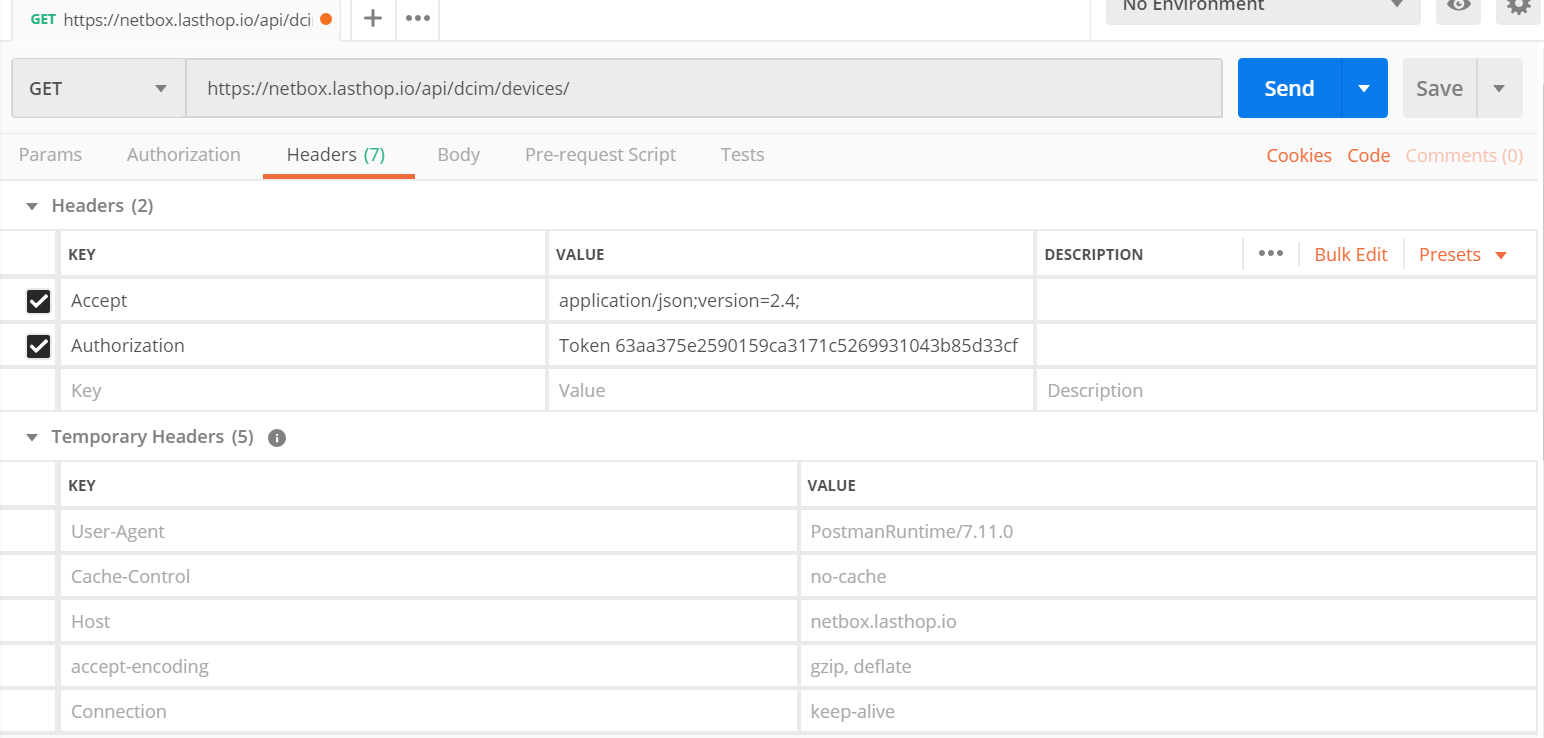 GET https://netbox.lasthop.io/api/dci
No Environment
GET https://netbox.lasthop.io/api/dcim/devices/ Send Save
Params Authorization Headers (7) Body Pre-request Script Tests Cookies Code Comments (0)
Headers (2)
KEY VALUE DESCRIPTION Bulk Edit Presets
Accept application/json;version=2.4;
Authorization Token 63aa375e2590159ca3171c5269931043b85d33cf
Key Value Description
Temporary Headers (5)
KEY VALUE
User-Agent PostmanRuntime/7.11.0
Cache-Control no-cache
Host netbox.lasthop.io
accept-encoding gzip, deflate
Connection keep-alive